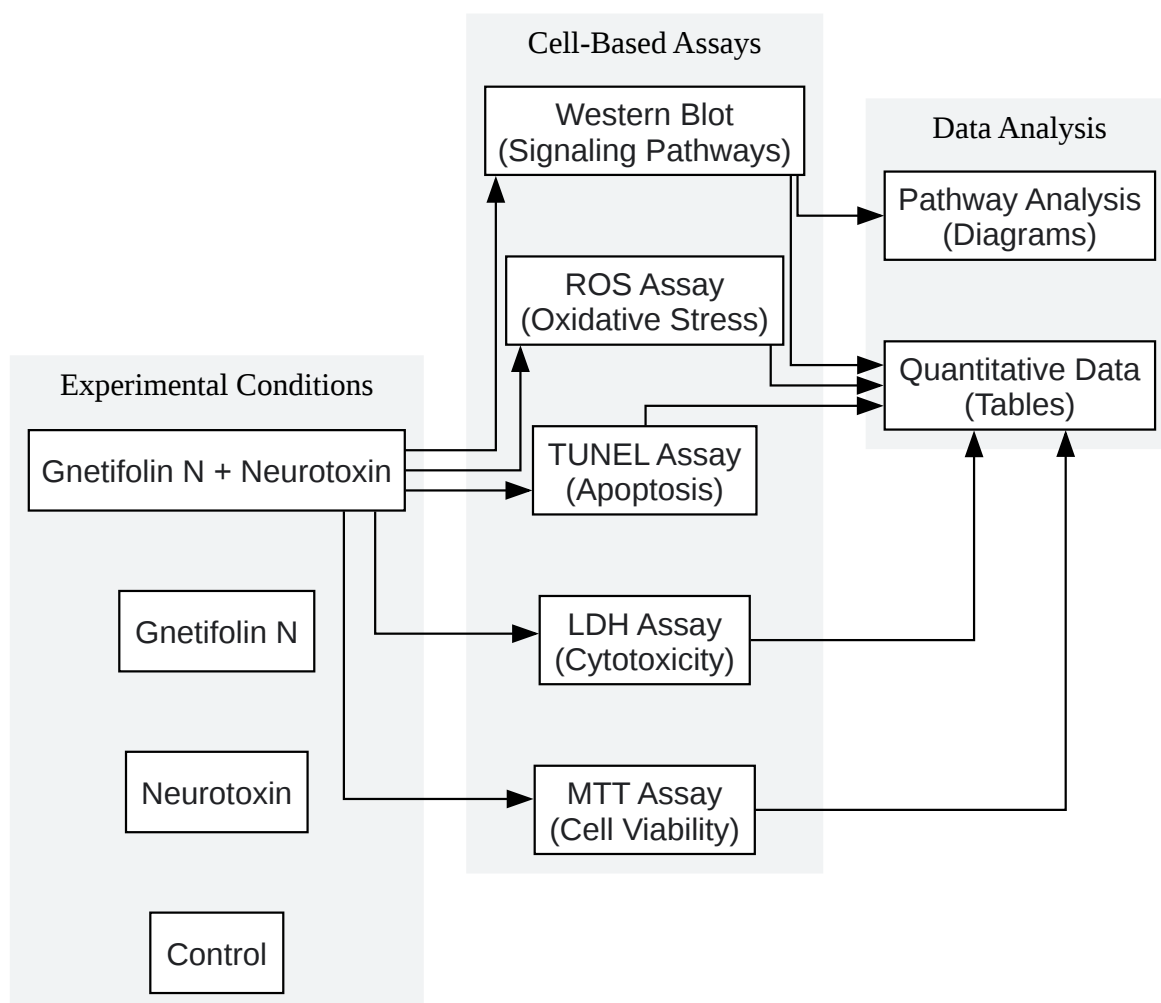 Cell-Based Assays
Western Blot
(Signaling Pathways)
ROS Assay
(Oxidative Stress)
TUNEL Assay
(Apoptosis)
LDH Assay
(Cytotoxicity)
MTT Assay
(Cell Viability)
Data Analysis
Pathway Analysis
(Diagrams)
Quantitative Data
(Tables)
Experimental Conditions
Gnetifolin N + Neurotoxin
Gnetifolin N
Neurotoxin
Control